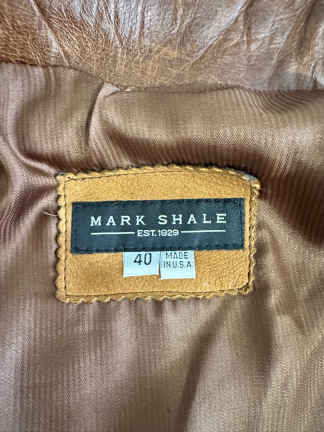 MARK SHALE
EST.1929
40
MADE
IN U.S.A